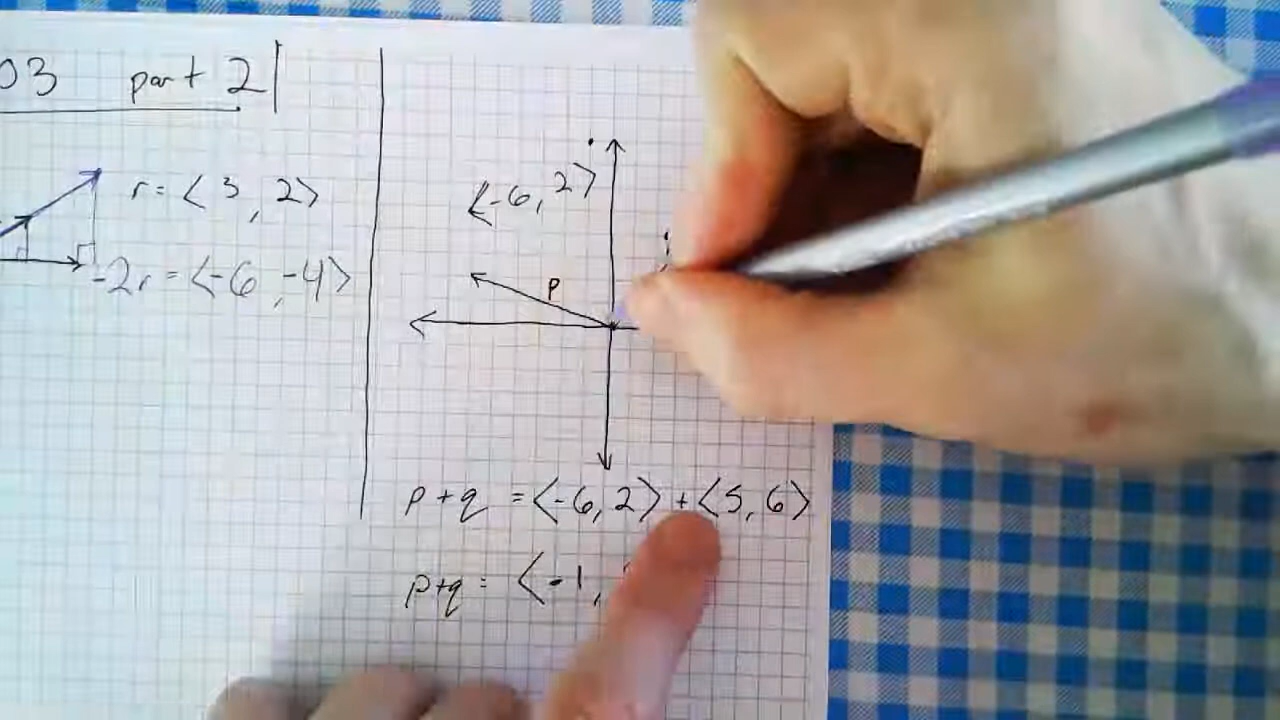 03 part 2
r = <3, 2>
-2r = <-6, -4>
<-6, 2>
p
p + q = <-6, 2> + <5, 6>
p+q = <-1,